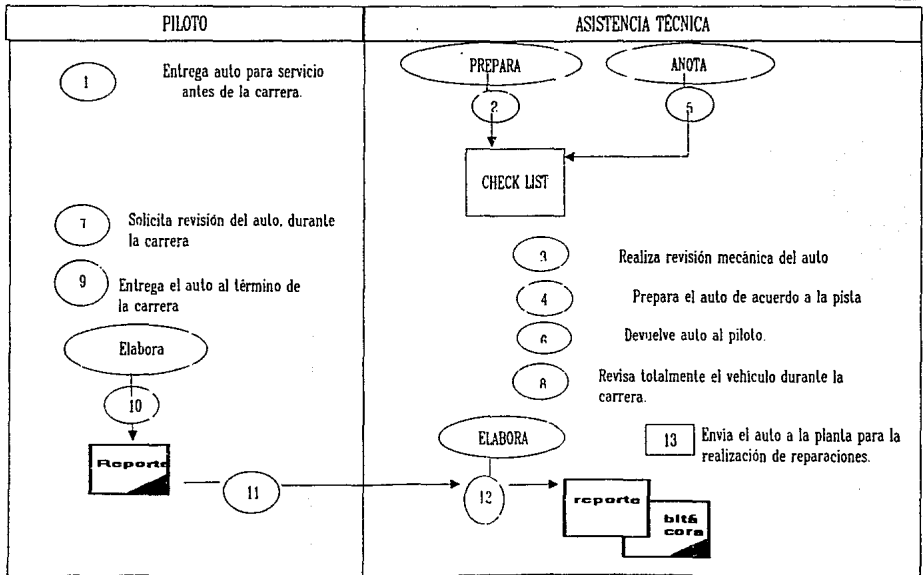 PILOTO
ASISTENCIA TÉCNICA
1
Entrega auto para servicio
antes de la carrera.
PREPARA
ANOTA
2
5
CHECK LIST
7
Solicita revisión del auto, durante
la carrera
9
Entrega el auto al término de
la carrera
3
Realiza revisión mecánica del auto
4
Prepara el auto de acuerdo a la pista
6
Devuelve auto al piloto.
8
Revisa totalmente el vehículo durante la
carrera.
Elabora
10
Reporte
11
ELABORA
12
13
Envia el auto a la planta para la
realización de reparaciones.
reporte
bitá
cora